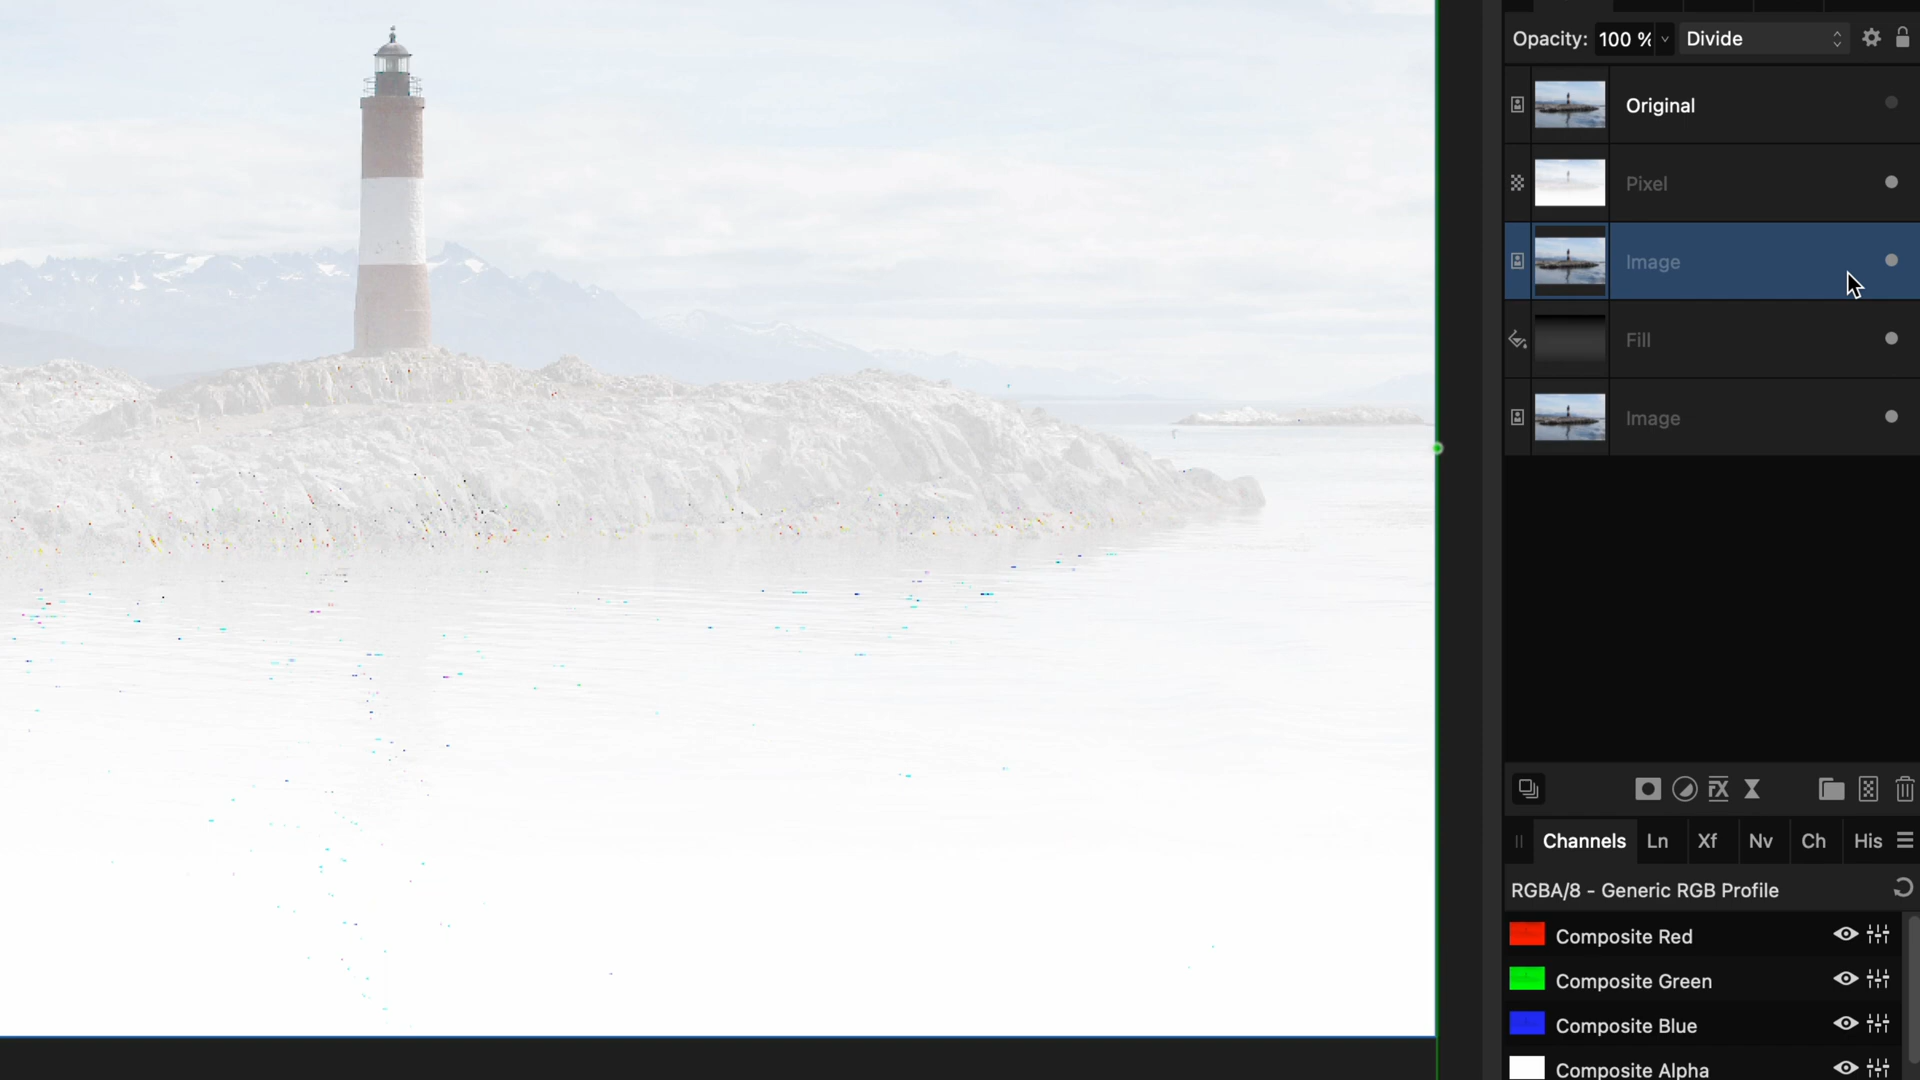 Opacity: 100 % Divide
Original
Pixel
Image
Fill
Image
Channels Ln Xf Nv Ch His
RGBA/8 - Generic RGB Profile
Composite Red
Composite Green
Composite Blue
Composite Alpha